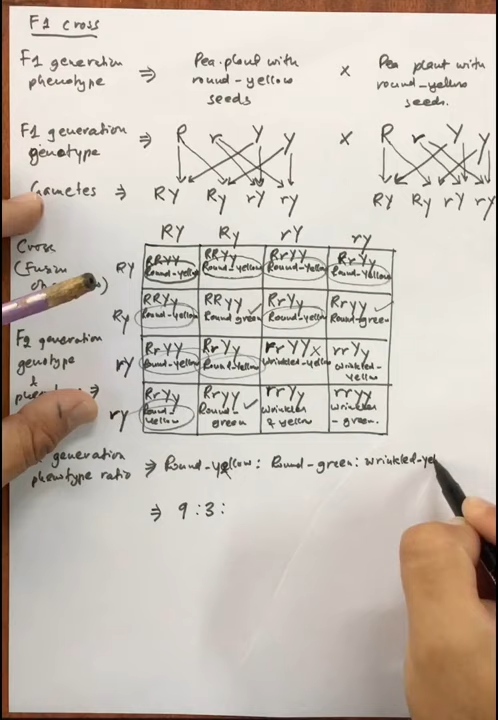 F1 cross
F1 generation Pea plant with Pea plant with
phenotype ⇒ round-yellow × round-yellow
seeds seeds.
F1 generation ⇒ R r Y y × R r Y y
genotype
Gametes ⇒ RY Ry rY ry RY Ry rY ry
RY Ry rY ry
Cross
(Fusion
RY RRYY RRYy RrYY RrYy
Round-yellow Round-yellow Round-yellow Round-yellow
Ry RRYy RRyy RrYy Rryy
Round-yellow Round green ✓ Round-yellow Round-green ✓
F2 generation
genotype
&
rY RrYY RrYy rrYY × rrYy
Round-yellow Round-yellow wrinkled-yellow wrinkled-yellow
ry RrYy Rryy rrYy rryy
Round-yellow Round-green ✓ wrinkled & yellow wrinkled-green.
generation ⇒ Round-yellow : Round-green : wrinkled-ye
phenotype ratio
⇒ 9 : 3 :